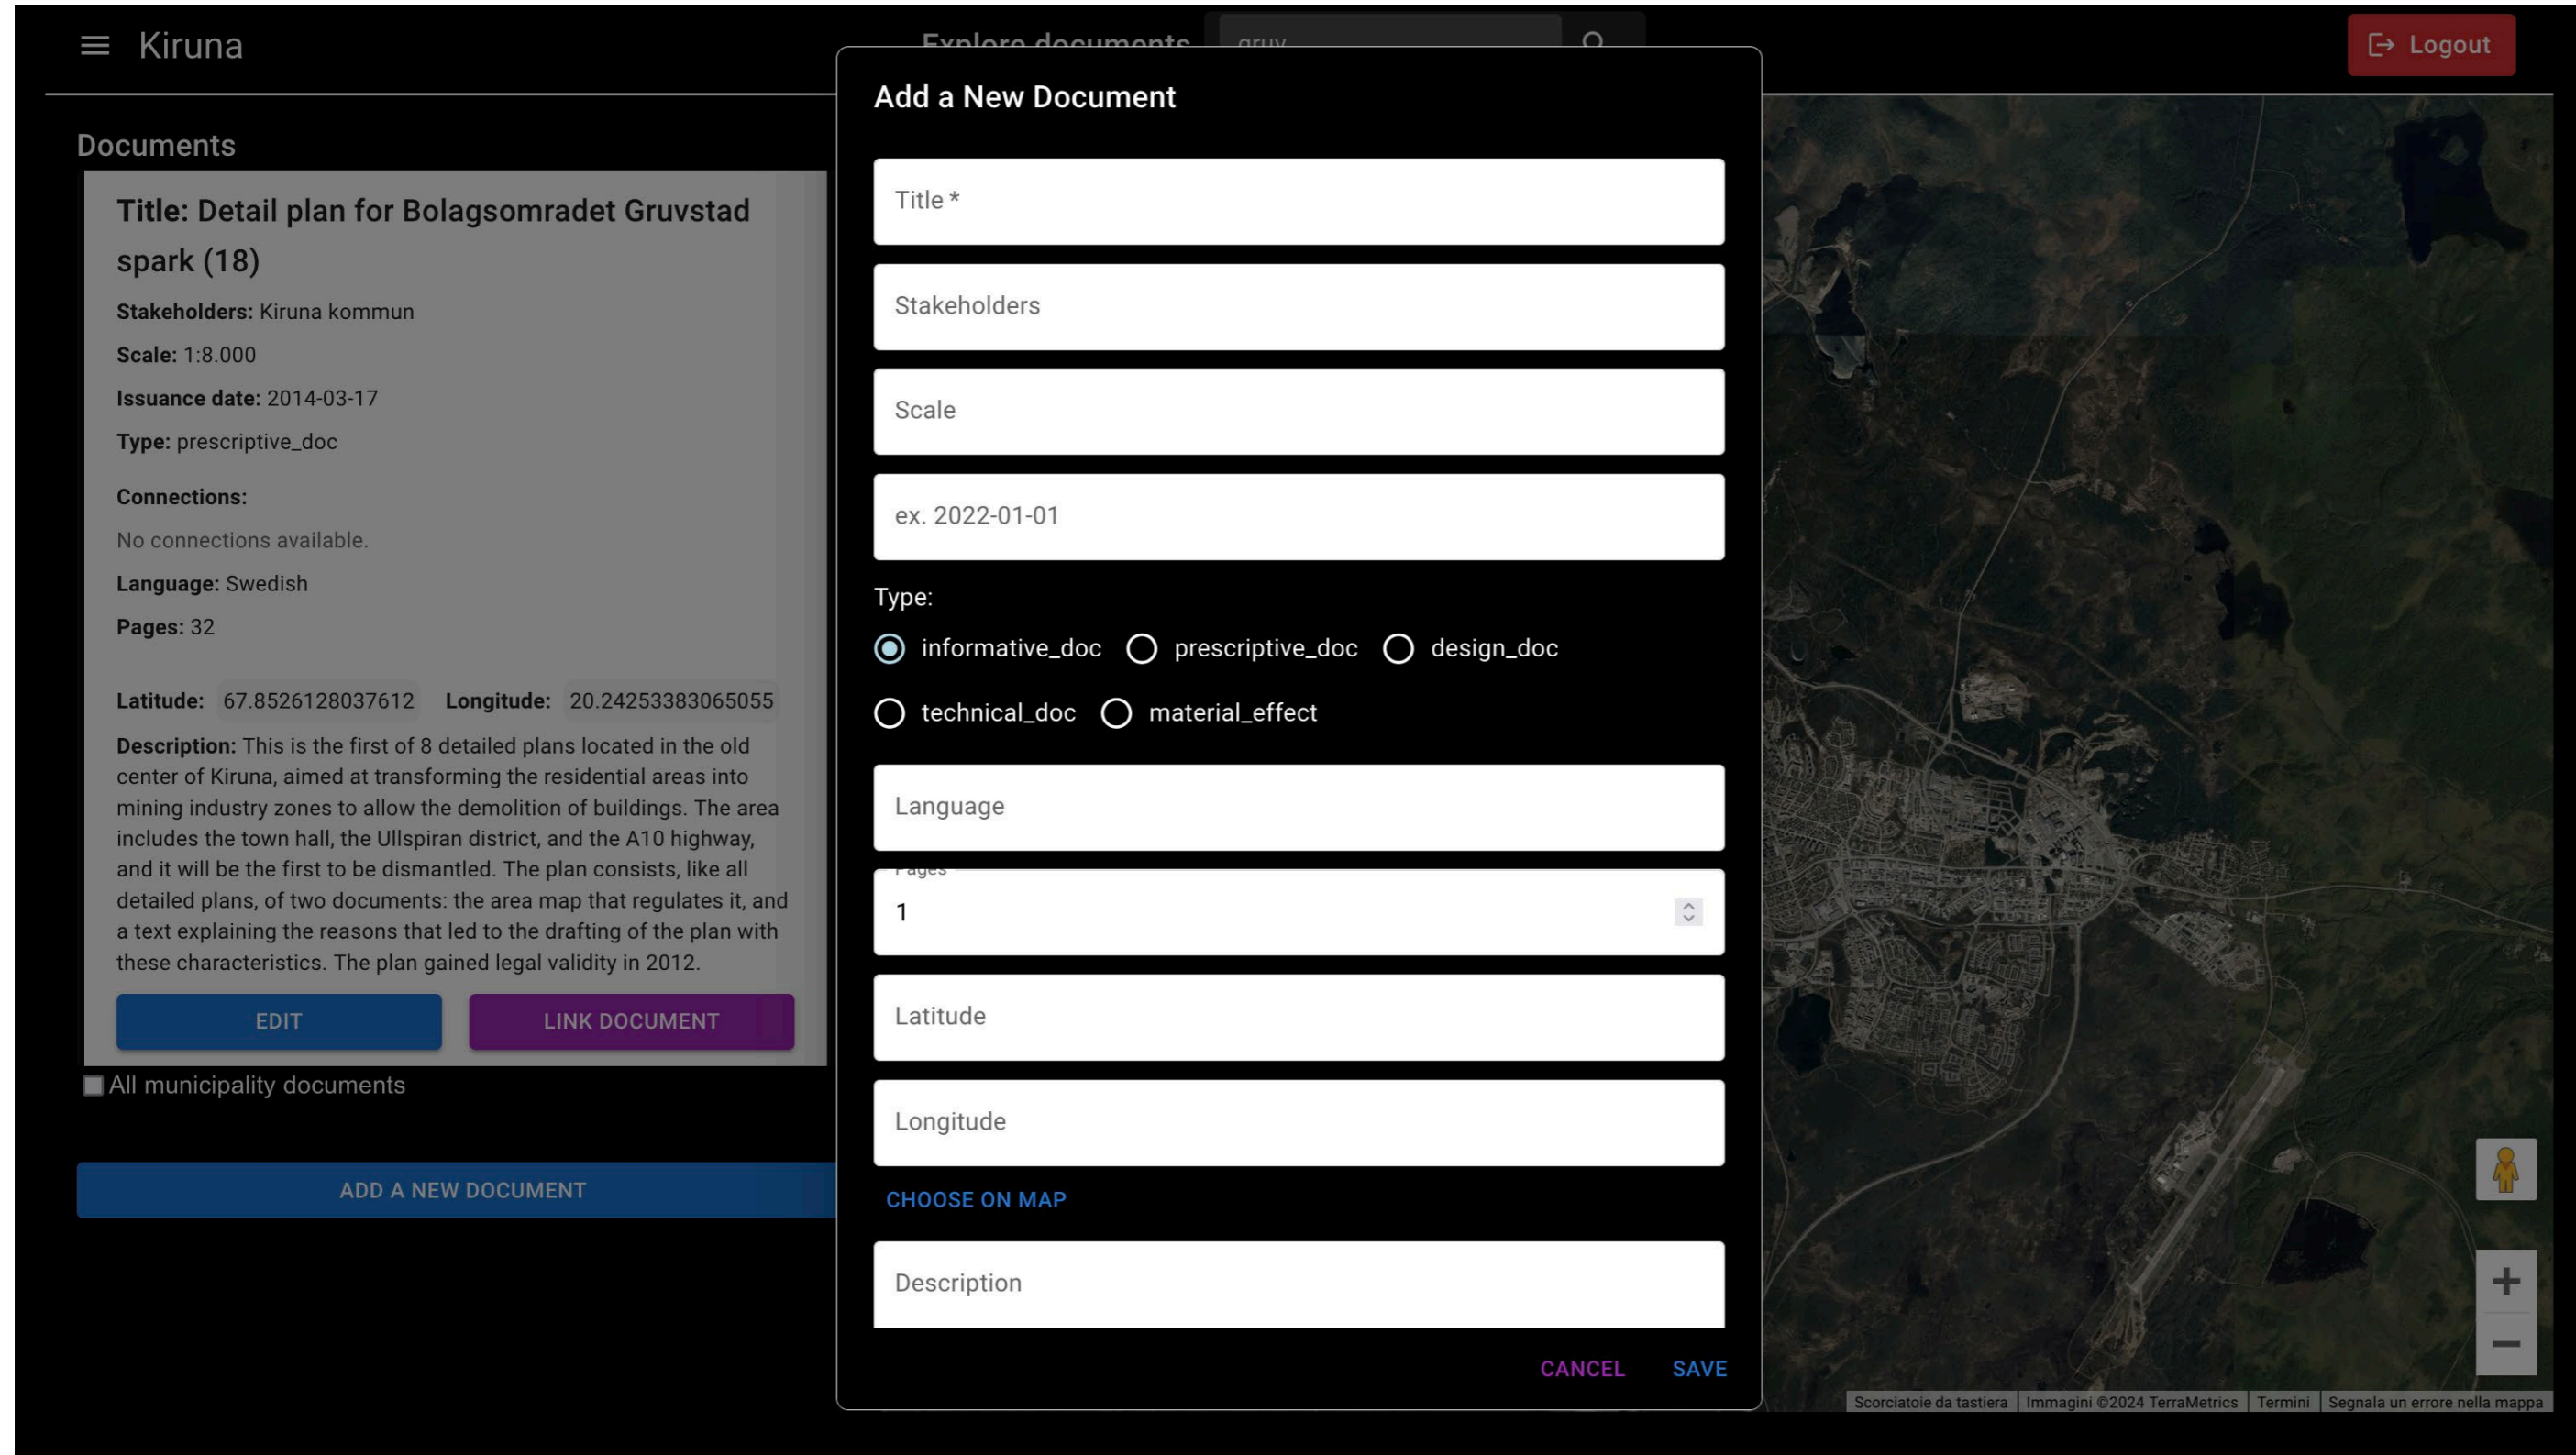 Kiruna
Explore documents
gruv
Logout
Documents
Title: Detail plan for Bolagsomradet Gruvstad
spark (18)
Stakeholders: Kiruna kommun
Scale: 1:8.000
Issuance date: 2014-03-17
Type: prescriptive_doc
Connections:
No connections available.
Language: Swedish
Pages: 32
Latitude: 67.8526128037612 Longitude: 20.24253383065055
Description: This is the first of 8 detailed plans located in the old
center of Kiruna, aimed at transforming the residential areas into
mining industry zones to allow the demolition of buildings. The area
includes the town hall, the Ullspiran district, and the A10 highway,
and it will be the first to be dismantled. The plan consists, like all
detailed plans, of two documents: the area map that regulates it, and
a text explaining the reasons that led to the drafting of the plan with
these characteristics. The plan gained legal validity in 2012.
EDIT
LINK DOCUMENT
All municipality documents
ADD A NEW DOCUMENT
Add a New Document
Title *
Stakeholders
Scale
ex. 2022-01-01
Type:
informative_doc prescriptive_doc design_doc
technical_doc material_effect
Language
Pages
1
Latitude
Longitude
CHOOSE ON MAP
Description
CANCEL SAVE
Scorciatoie da tastiera Immagini ©2024 TerraMetrics Termini Segnala un errore nella mappa